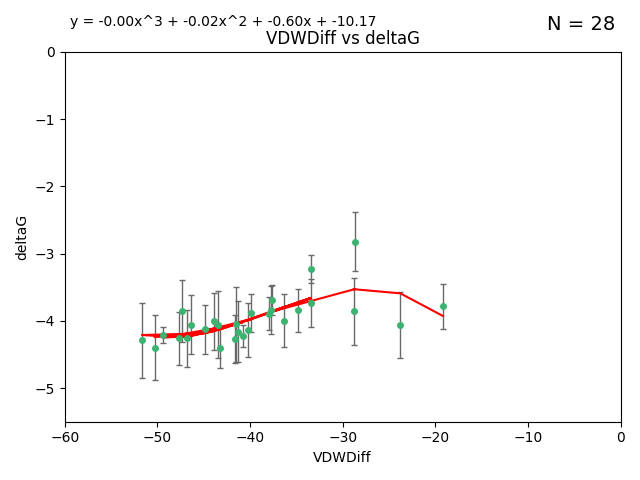 y = -0.00x^3 + -0.02x^2 + -0.60x + -10.17
N = 28
VDWDiff vs deltaG
0
−1
−2
−3
−4
−5
deltaG
−60 −50 −40 −30 −20 −10 0
VDWDiff